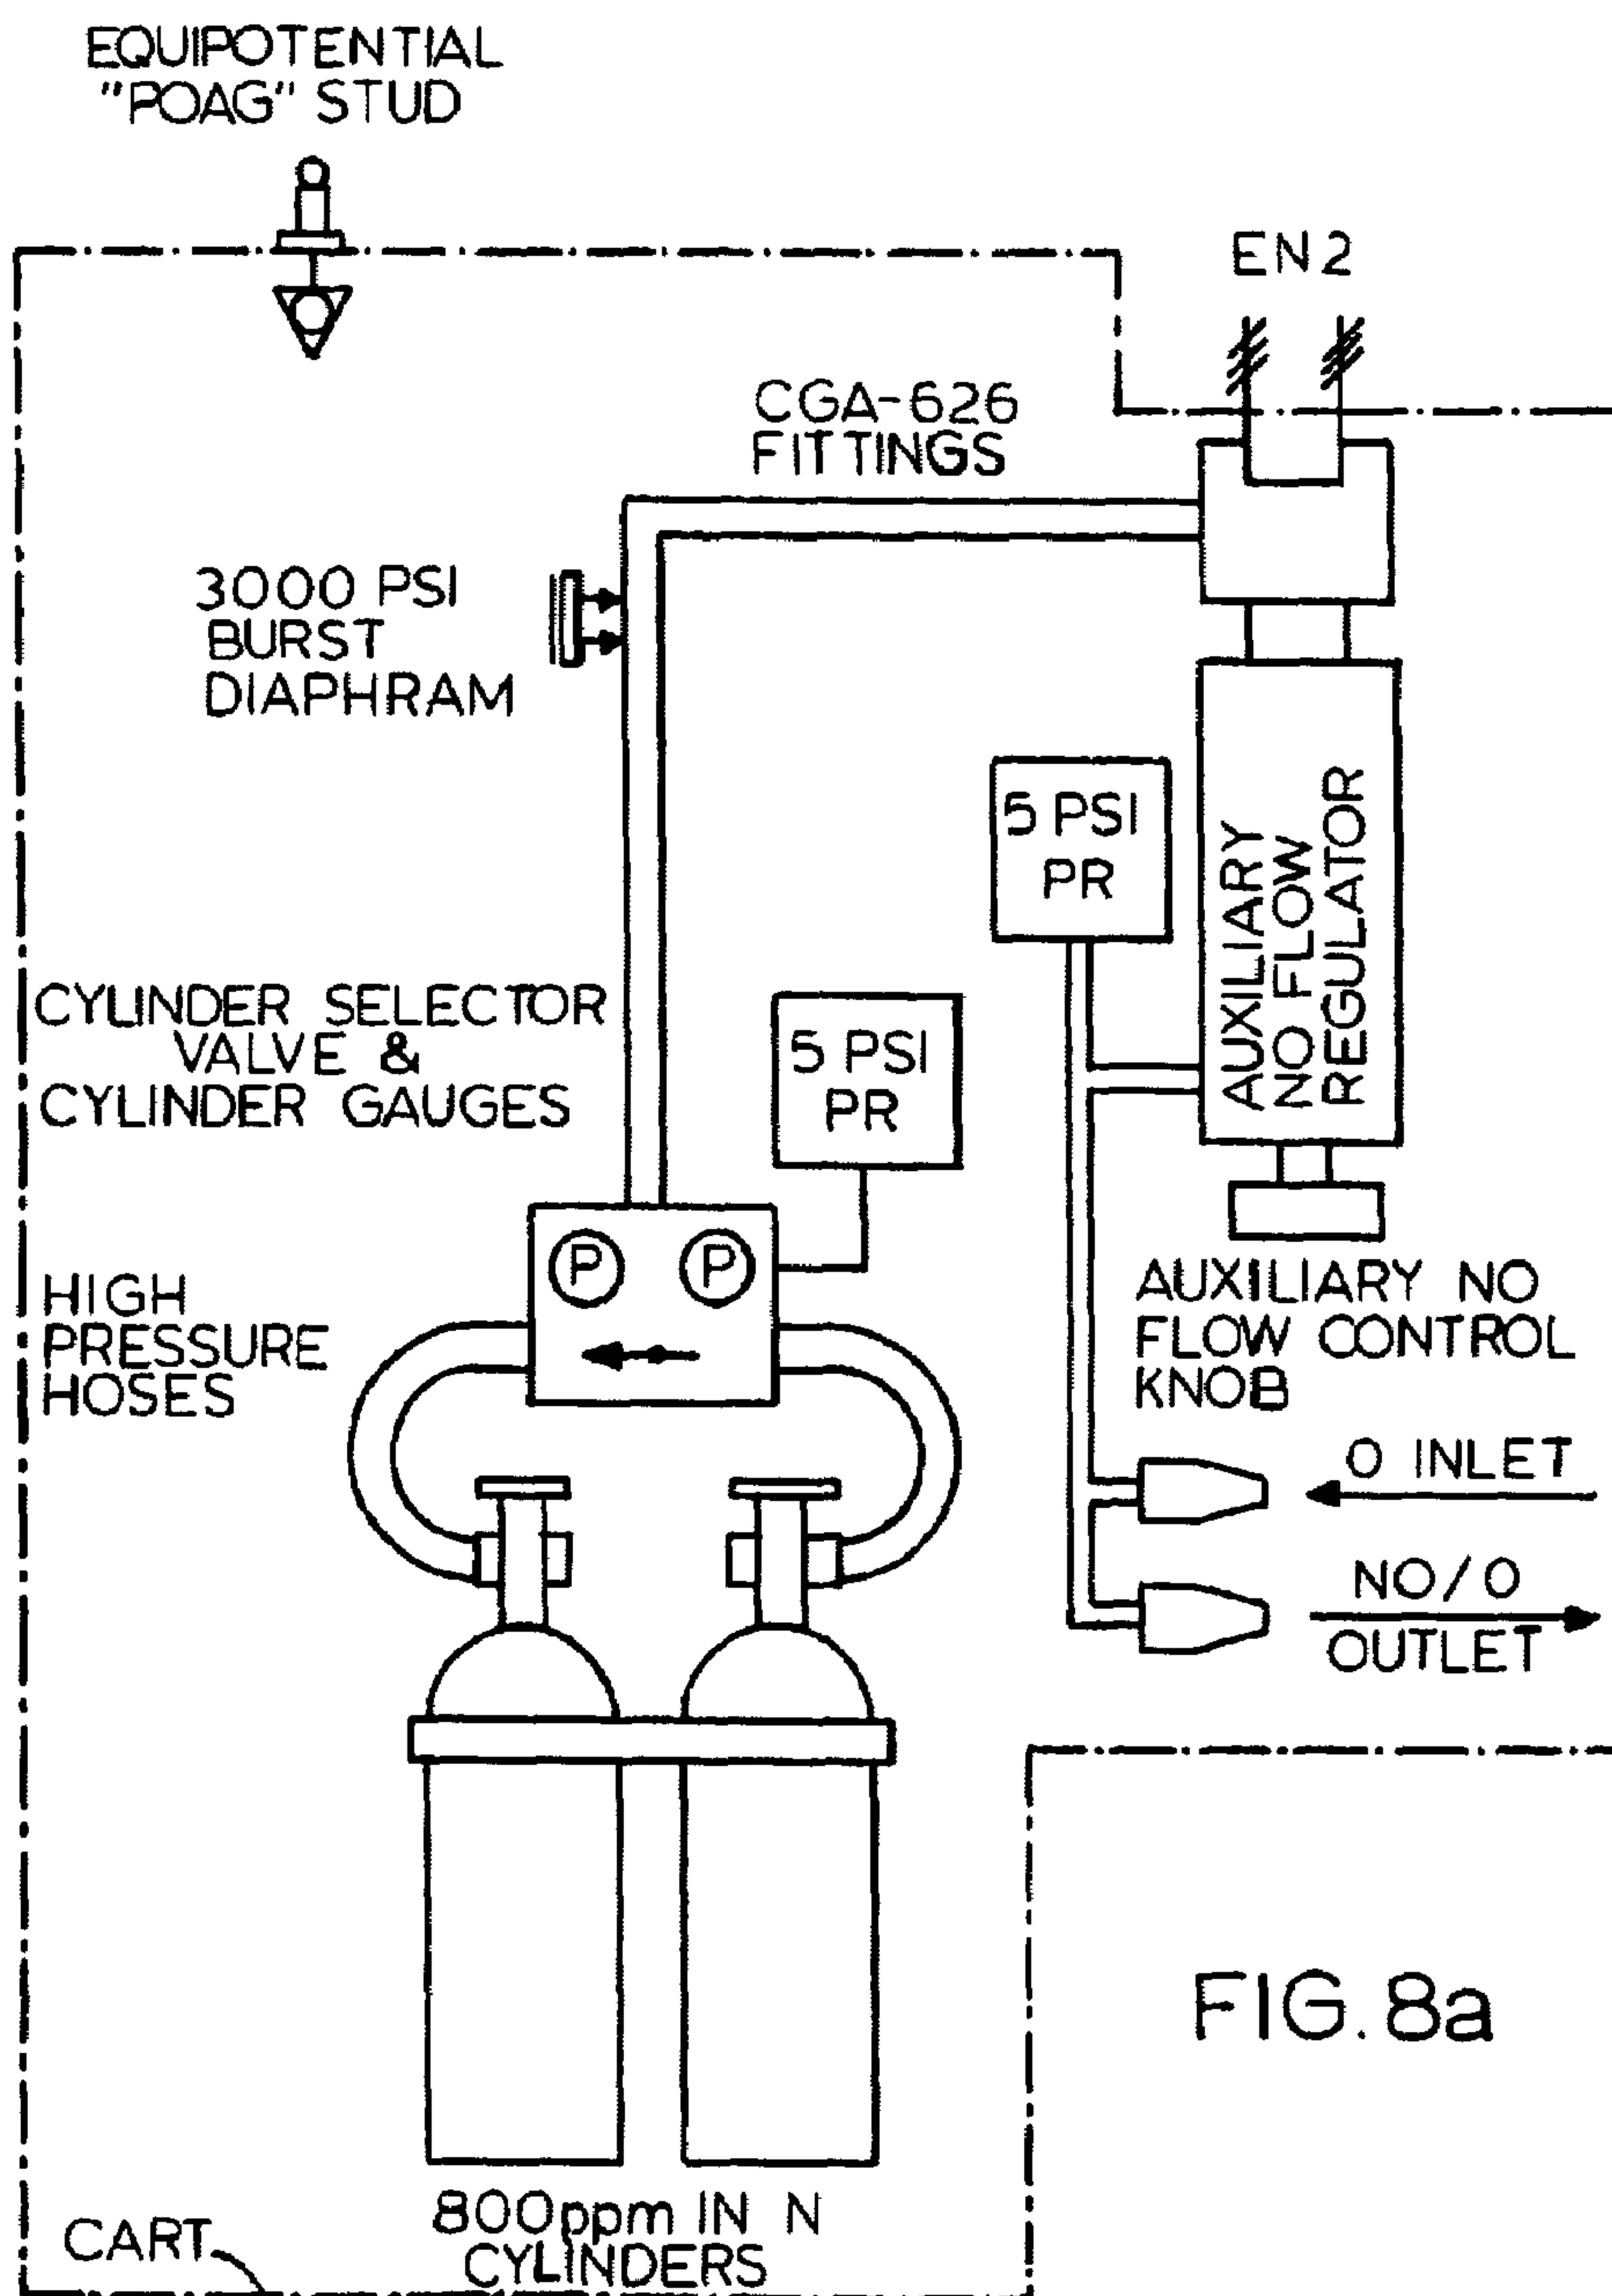 EQUIPOTENTIAL
"POAG" STUD
EN2
CGA-626
FITTINGS
3000 PSI
BURST
DIAPHRAM
5 PSI
PR
AUXILIARY
NO FLOW
REGULATOR
CYLINDER SELECTOR
VALVE &
CYLINDER GAUGES
5 PSI
PR
P
P
HIGH
PRESSURE
HOSES
AUXILIARY NO
FLOW CONTROL
KNOB
O INLET
NO/O
OUTLET
FIG. 8a
800ppm IN N
CYLINDERS
CART